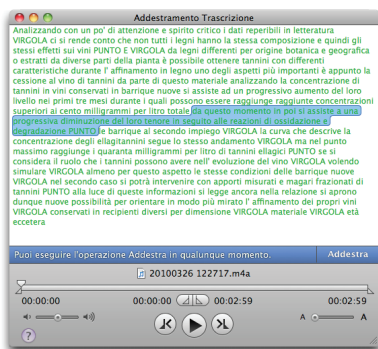 Addestramento Trascrizione
Analizzando con un po' di attenzione e spirito critico i dati reperibili in letteratura
VIRGOLA ci si rende conto che non tutti i legni hanno la stessa composizione e quindi gli
stessi effetti sui vini PUNTO E VIRGOLA da legni differenti per origine botanica e geografica
o estratti da diverse parti della pianta è possibile ottenere tannini con differenti
caratteristiche durante l' affinamento in legno uno degli aspetti più importanti è appunto la
cessione al vino di tannini da parte di questo materiale analizzando la concentrazione di
tannini in vini conservati in barrique nuove si assiste ad un progressivo aumento del loro
livello nei primi tre mesi durante i quali possono essere raggiunge raggiunte concentrazioni
superiori ai cento milligrammi per litro totale da questo momento in poi si assiste a una
progressiva diminuzione del loro tenore in seguito alle reazioni di ossidazione e
degradazione PUNTO le barrique al secondo impiego VIRGOLA la curva che descrive la
concentrazione degli ellagitannini segue lo stesso andamento VIRGOLA ma nel punto
massimo raggiunge i quaranta milligrammi per litro di tannini ellagici PUNTO se si
considera il ruolo che i tannini possono avere nell' evoluzione del vino VIRGOLA volendo
simulare VIRGOLA almeno per questo aspetto le stesse condizioni delle barrique nuove
VIRGOLA nel secondo caso si potrà intervenire con apporti misurati e magari frazionati di
tannini PUNTO alla luce di queste informazioni si legge ancora nella relazione si aprono
dunque nuove possibilità per orientare in modo più mirato l' affinamento dei propri vini
VIRGOLA conservati in recipienti diversi per dimensione VIRGOLA materiale VIRGOLA età
eccetera
Puoi eseguire l'operazione Addestra in qualunque momento. Addestra
20100326 122717.m4a
00:00:00 00:00:00 00:02:59 00:02:59
A A
?